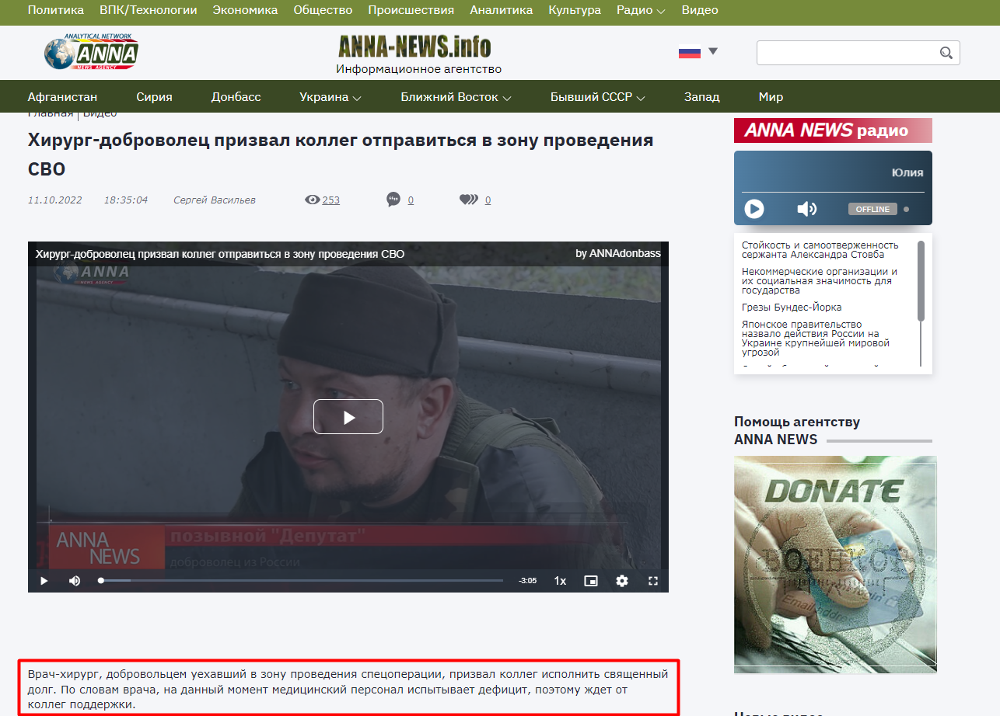 Политика ВПК/Технологии Экономика Общество Происшествия Аналитика Культура Радио Видео
ANALYTICAL NETWORK
ANNA
NEWS AGENCY
ANNA-NEWS.info
Информационное агентство
Афганистан Сирия Донбасс Украина Ближний Восток Бывший СССР Запад Мир
Главная | Видео
Хирург-доброволец призвал коллег отправиться в зону проведения
СВО
11.10.2022 18:35:04 Сергей Васильев 253 0 0
Хирург-доброволец призвал коллег отправиться в зону проведения СВО by ANNAdonbass
ANNA
NEWS AGENCY
позывной "Депутат"
ANNA
NEWS
доброволец из России
-3:05 1x
Врач-хирург, добровольцем уехавший в зону проведения спецоперации, призвал коллег исполнить священный
долг. По словам врача, на данный момент медицинский персонал испытывает дефицит, поэтому ждет от
коллег поддержки.
ANNA NEWS радио
Юлия
OFFLINE
Стойкость и самоотверженность
сержанта Александра Стовба
Некоммерческие организации и
их социальная значимость для
государства
Грезы Бундес-Йорка
Японское правительство
назвало действия России на
Украине крупнейшей мировой
угрозой
Помощь агентству
ANNA NEWS
DONATE
ВОЕНКОР
Email address